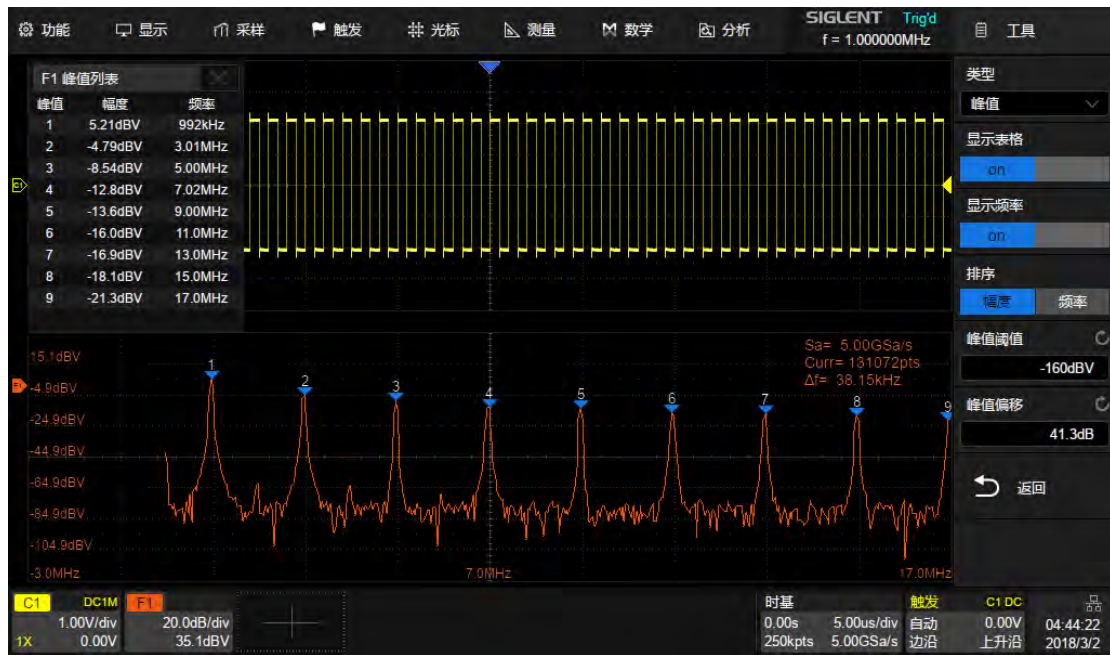 功能 显示 采样 触发 光标 测量 数学 分析 SIGLENT Trig'd 工具
f = 1.000000MHz
F1 峰值列表
峰值 幅度 频率
1 5.21dBV 992kHz
2 -4.79dBV 3.01MHz
3 -8.54dBV 5.00MHz
4 -12.8dBV 7.02MHz
5 -13.6dBV 9.00MHz
6 -16.0dBV 11.0MHz
7 -16.9dBV 13.0MHz
8 -18.1dBV 15.0MHz
9 -21.3dBV 17.0MHz
C1
类型
峰值
显示表格
on
显示频率
on
排序
幅度 频率
峰值阈值
-160dBV
峰值偏移
41.3dB
返回
Sa= 5.00GSa/s
Curr= 131072pts
Δf= 38.15kHz
15.1dBV
F1 -4.9dBV
-24.9dBV
-44.9dBV
-64.9dBV
-84.9dBV
-104.9dBV
1 2 3 4 5 6 7 8 9
-3.0MHz 7.0MHz 17.0MHz
C1 DC1M F1 时基 触发 C1 DC
1.00V/div 20.0dB/div 0.00s 5.00us/div 自动 0.00V 04:44:22
1X 0.00V 35.1dBV 250kpts 5.00GSa/s 边沿 上升沿 2018/3/2